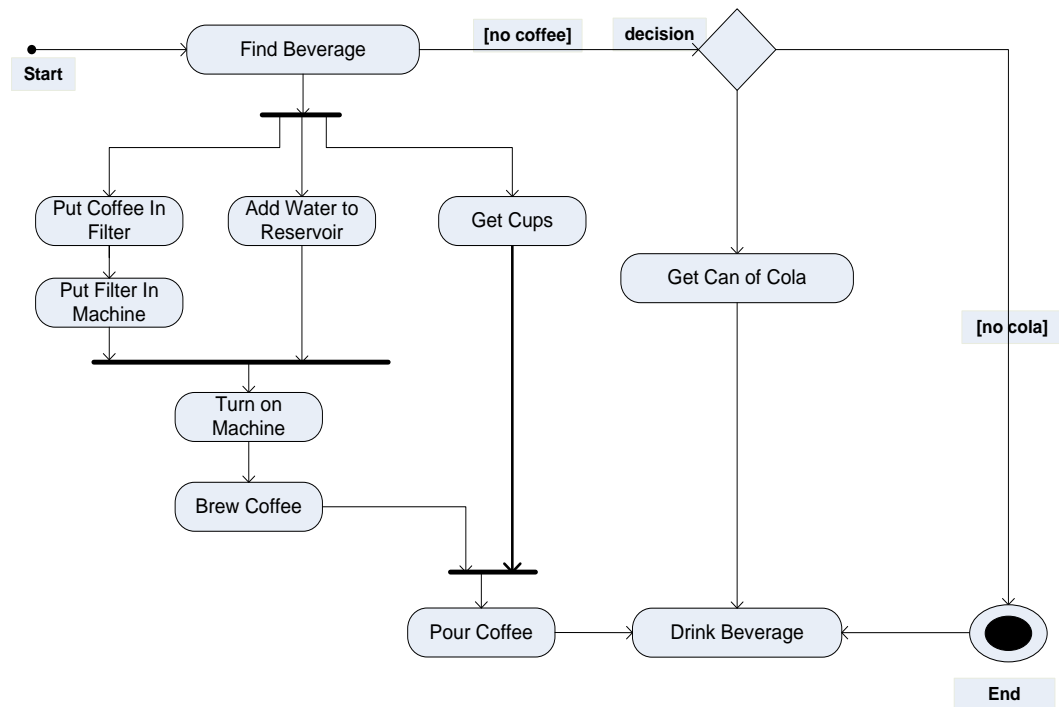 Find Beverage
[no coffee]
decision
Start
Put Coffee In
Filter
Add Water to
Reservoir
Get Cups
Get Can of Cola
Put Filter In
Machine
[no cola]
Turn on
Machine
Brew Coffee
Pour Coffee
Drink Beverage
End